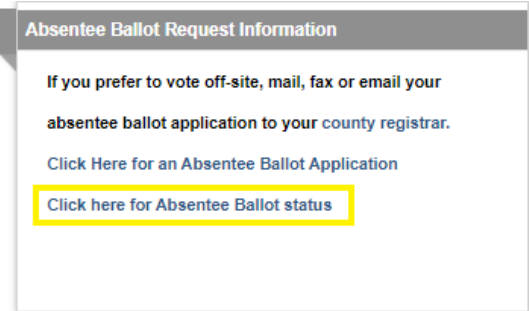 Absentee Ballot Request Information
If you prefer to vote off-site, mail, fax or email your
absentee ballot application to your county registrar.
Click Here for an Absentee Ballot Application
Click here for Absentee Ballot status